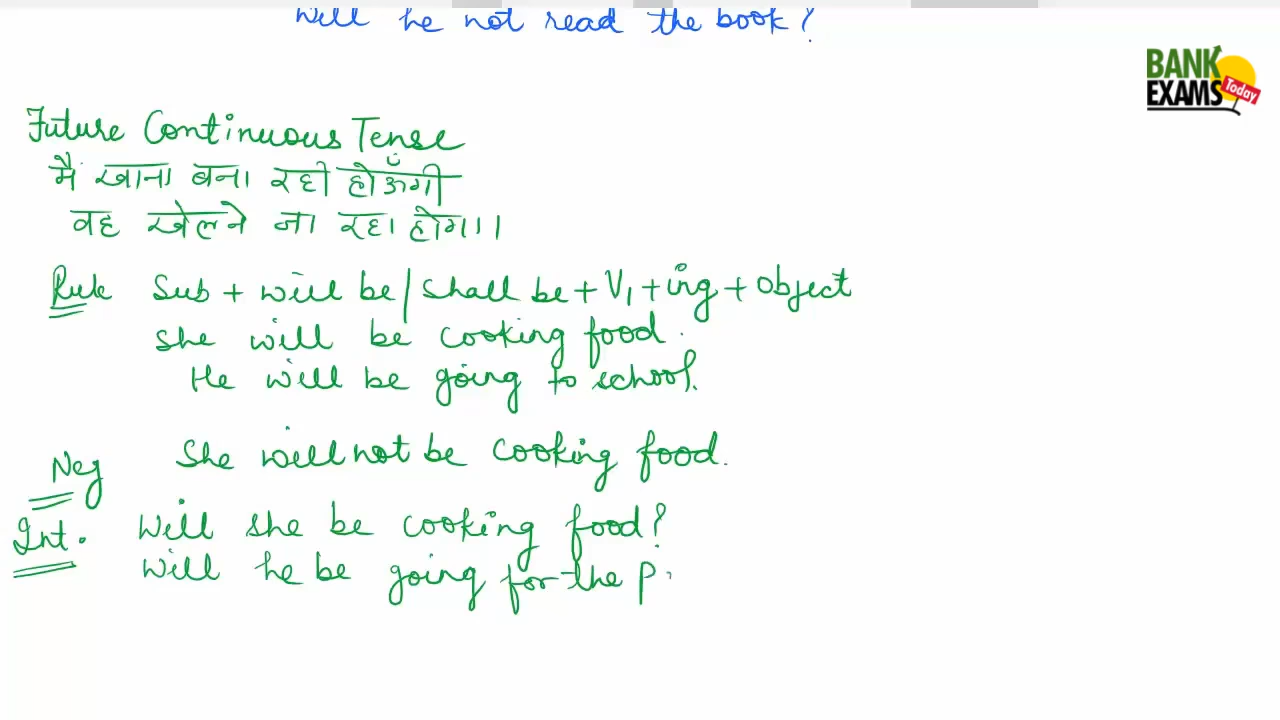 Will he not read the book?
BANK
EXAMS Today
Future Continuous Tense
मैं खाना बना रही होऊँगी
वह खेलने जा रहा होगा।
Rule Sub + will be / shall be + V1 + ing + object
She will be cooking food.
He will be going to school.
Neg She will not be cooking food.
Int. Will she be cooking food?
Will he be going for the p